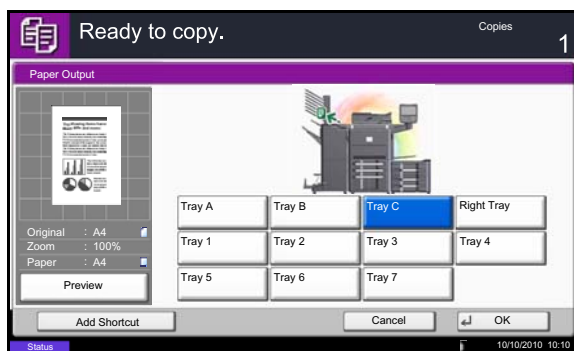 Ready to copy.
Copies
1
Paper Output
Original : A4
Zoom : 100%
Paper : A4
Preview
Tray A
Tray B
Tray C
Right Tray
Tray 1
Tray 2
Tray 3
Tray 4
Tray 5
Tray 6
Tray 7
Add Shortcut
Cancel
OK
Status
10/10/2010 10:10